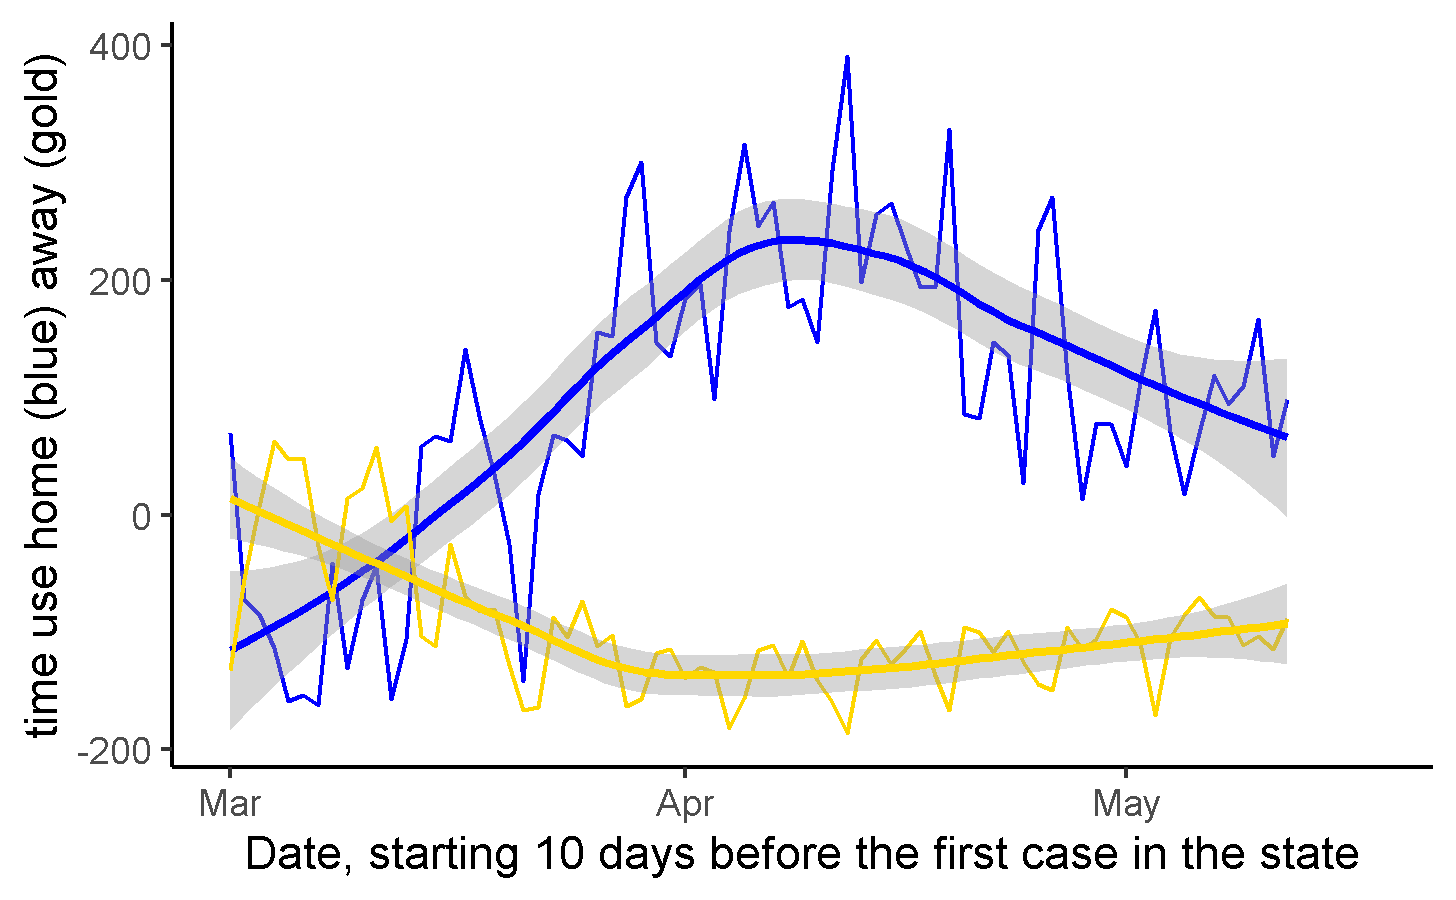 time use home (blue) away (gold)
400
200
0
-200
Mar Apr May
Date, starting 10 days before the first case in the state